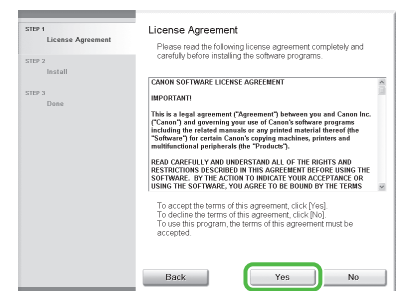 STEP 1
License Agreement
STEP 2
Install
STEP 3
Done
License Agreement
Please read the following license agreement completely and
carefully before installing the software programs.
CANON SOFTWARE LICENSE AGREEMENT
IMPORTANT!
This is a legal agreement ("Agreement") between you and Canon Inc.
("Canon") and governing your use of Canon's software programs
including the related manuals or any printed material thereof (the
"Software") for certain Canon's copying machines, printers and
multifunctional peripherals (the "Products").
READ CAREFULLY AND UNDERSTAND ALL OF THE RIGHTS AND
RESTRICTIONS DESCRIBED IN THIS AGREEMENT BEFORE USING THE
SOFTWARE. BY THE ACTION TO INDICATE YOUR ACCEPTANCE OR
USING THE SOFTWARE, YOU AGREE TO BE BOUND BY THE TERMS
To accept the terms of this agreement, click [Yes].
To decline the terms of this agreement, click [No].
To use this program, the terms of this agreement must be
accepted.
Back
Yes
No